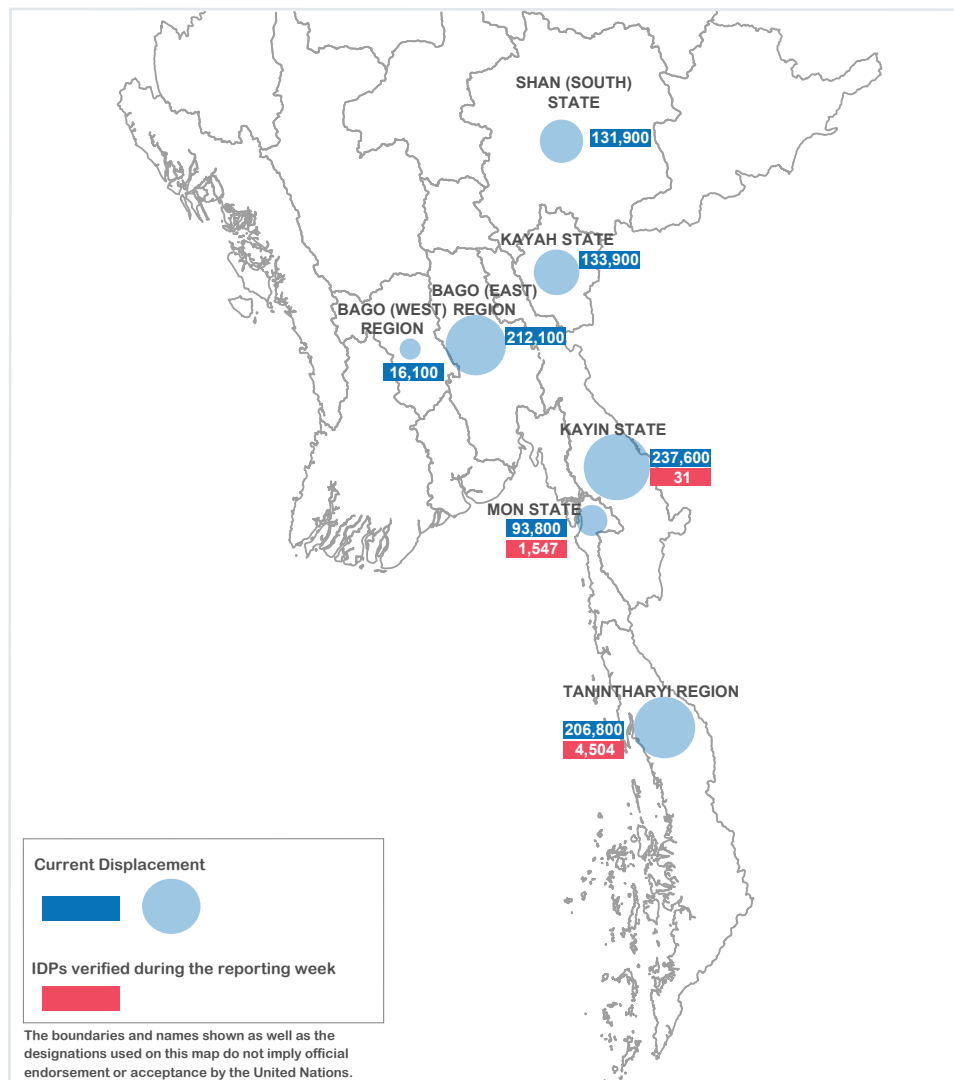 SHAN (SOUTH)
STATE
131,900
KAYAH STATE
133,900
BAGO (EAST)
REGION
212,100
BAGO (WEST)
REGION
16,100
KAYIN STATE
237,600
31
MON STATE
93,800
1,547
TANINTHARYI REGION
206,800
4,504
Current Displacement
IDPs verified during the reporting week
The boundaries and names shown as well as the
designations used on this map do not imply official
endorsement or acceptance by the United Nations.